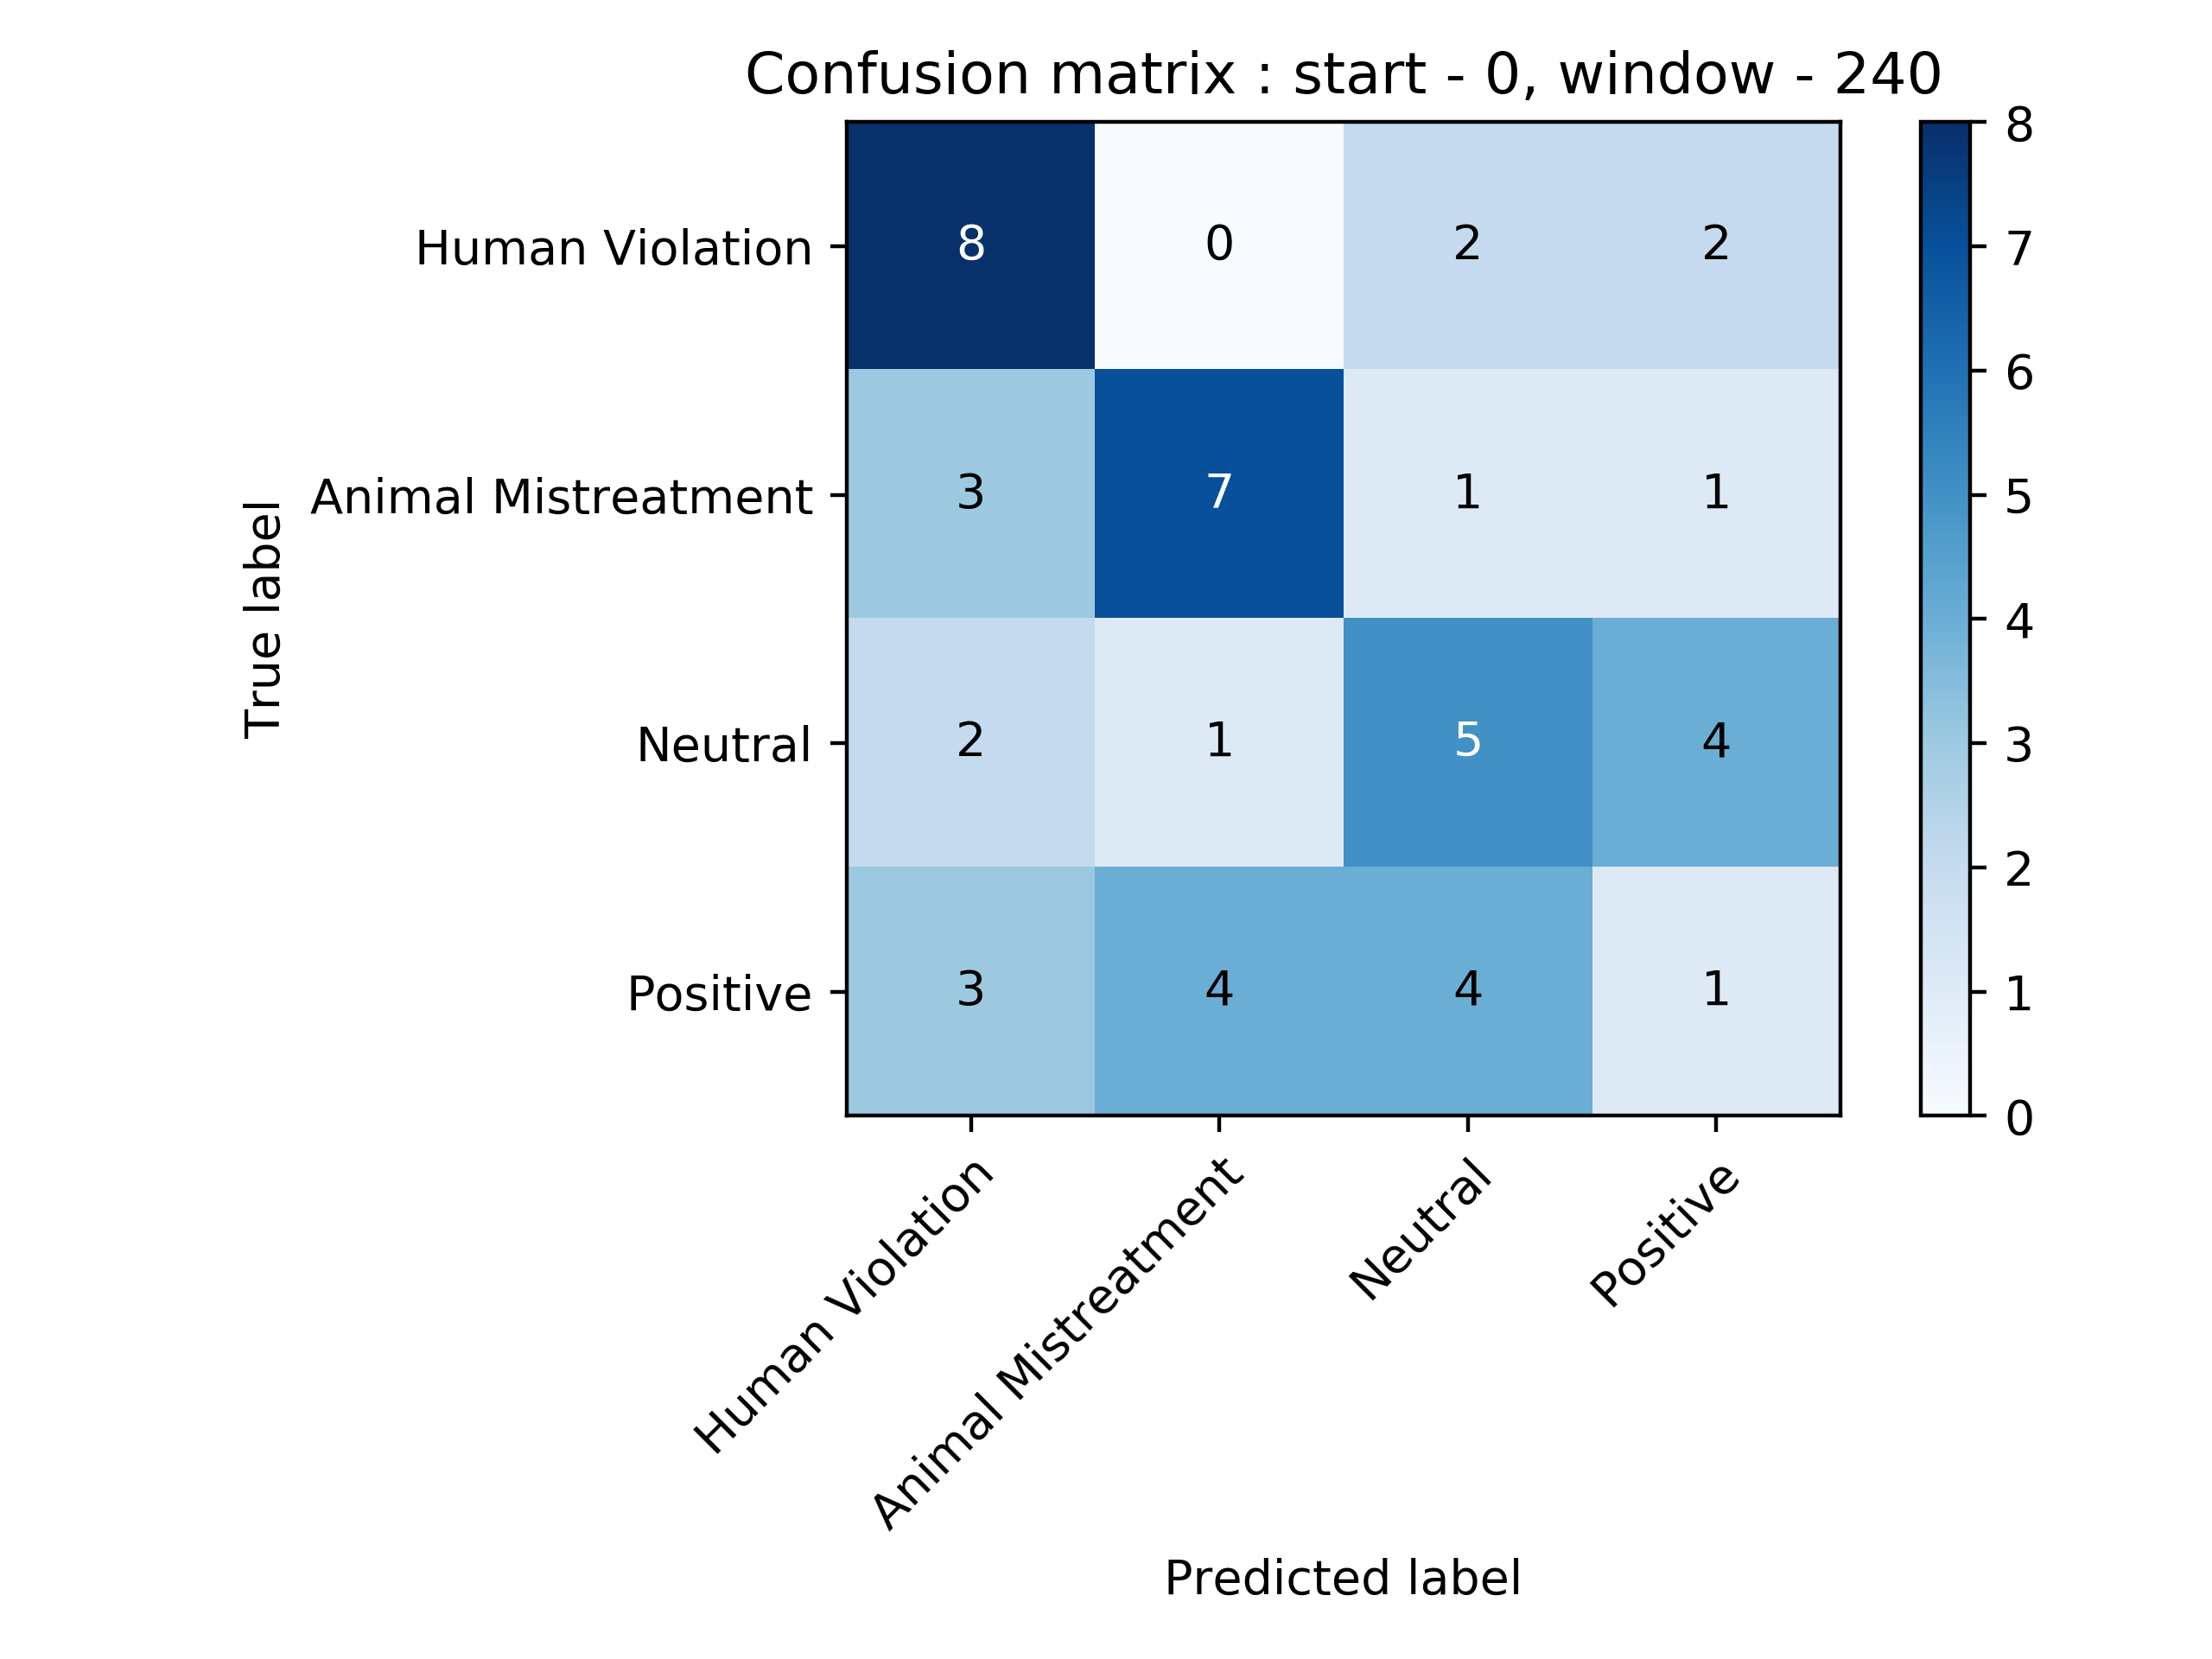 Confusion matrix : start - 0, window - 240
True label
Human Violation
8 0 2 2
Animal Mistreatment
3 7 1 1
Neutral
2 1 5 4
Positive
3 4 4 1
Human Violation
Animal Mistreatment
Neutral
Positive
Predicted label
8
7
6
5
4
3
2
1
0